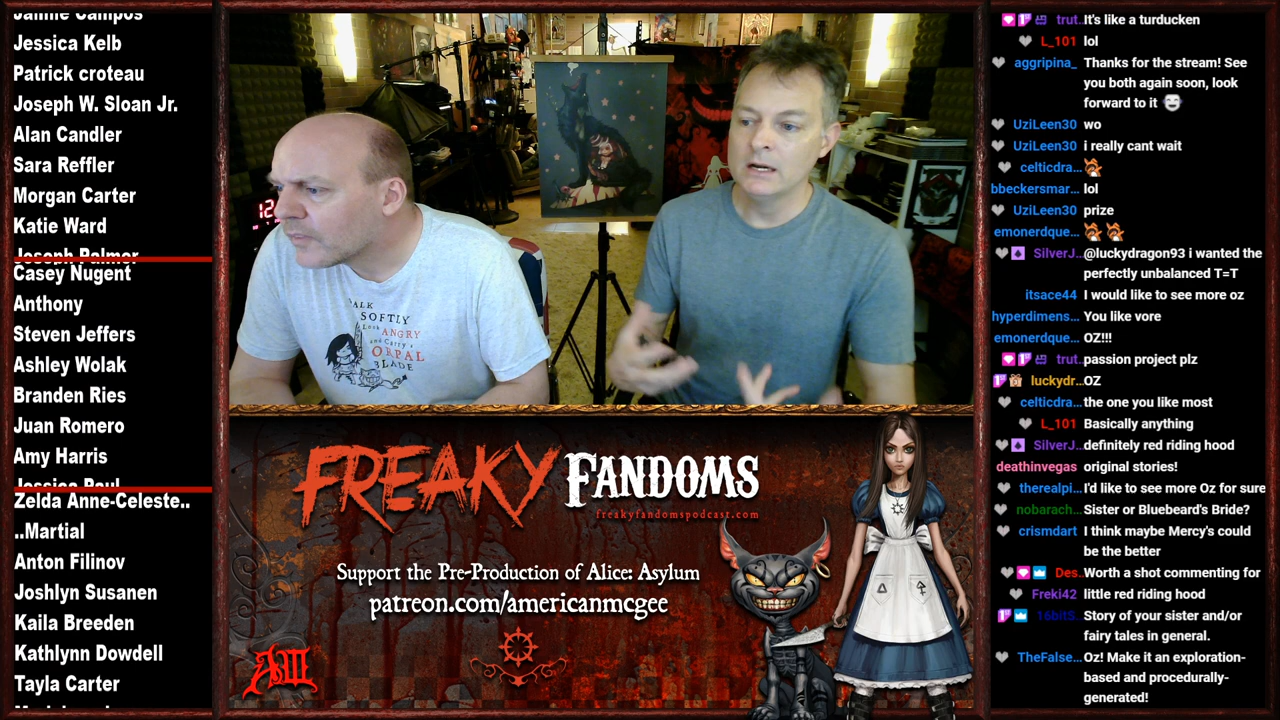 Jaimie Campos
Jessica Kelb
Patrick croteau
Joseph W. Sloan Jr.
Alan Candler
Sara Reffler
Morgan Carter
Katie Ward
Joseph Palmer
Casey Nugent
Anthony
Steven Jeffers
Ashley Wolak
Branden Ries
Juan Romero
Amy Harris
Jessica Paul
Zelda Anne-Celeste..
..Martial
Anton Filinov
Joshlyn Susanen
Kaila Breeden
Kathlynn Dowdell
Tayla Carter
12
WALK
SOFTLY
Look ANGRY
and Carry a
VORPAL
BLADE
FREAKY FANDOMS
freakyfandomspodcast.com
Support the Pre-Production of Alice: Asylum
patreon.com/americanmcgee
trut.. It's like a turducken
L_101 lol
aggripina_ Thanks for the stream! See
you both again soon, look
forward to it
UziLeen30 wo
UziLeen30 i really cant wait
celticdra...
bbeckersmar... lol
UziLeen30 prize
emonerdque...
SilverJ... @luckydragon93 i wanted the
perfectly unbalanced T=T
itsace44 I would like to see more oz
hyperdimens... You like vore
emonerdque... OZ!!!
trut... passion project plz
luckydr... OZ
celticdra... the one you like most
L_101 Basically anything
SilverJ... definitely red riding hood
deathinvegas original stories!
therealpi... I'd like to see more Oz for sure
nobarach... Sister or Bluebeard's Bride?
crismdart I think maybe Mercy's could
be the better
Des... Worth a shot commenting for
Freki42 little red riding hood
16bitS... Story of your sister and/or
fairy tales in general.
TheFalse... Oz! Make it an exploration-
based and procedurally-
generated!